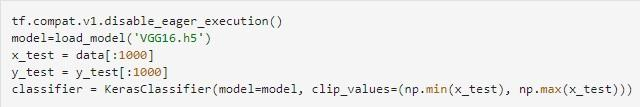 tf.compat.v1.disable_eager_execution()
model=load_model('VGG16.h5')
x_test = data[:1000]
y_test = y_test[:1000]
classifier = KerasClassifier(model=model, clip_values=(np.min(x_test), np.max(x_test)))